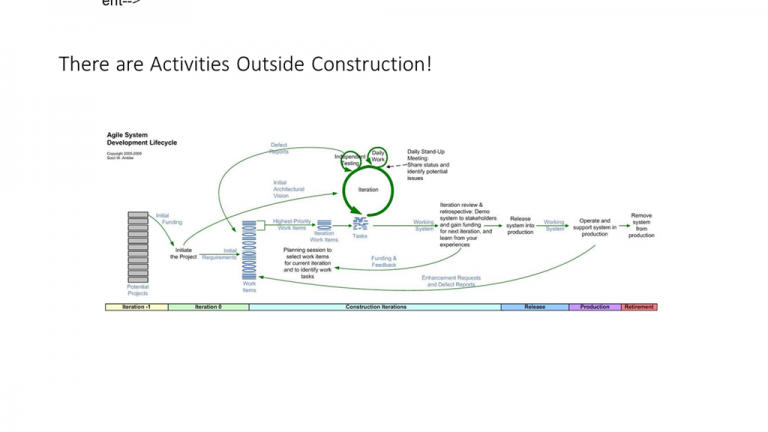 ent-->
There are Activities Outside Construction!
Agile System
Development Lifecycle
Copyright 2005-2009
Scott W. Ambler
Defect
Reports
Independent
Testing
Daily
Work
Daily Stand-Up
Meeting:
Share status and
identify potential
issues
Initial
Architectural
Vision
Iteration
Initial
Funding
Highest-Priority
Work Items
Iteration
Work Items
Tasks
Working
System
Iteration review &
retrospective: Demo
system to stakeholders
and gain funding
for next iteration, and
learn from your
experiences
Release
system into
production
Working
System
Operate and
support system in
production
Remove
system
from
production
Initiate
the Project
Initial
Requirements
Planning session to
select work items
for current iteration
and to identify work
tasks
Funding &
Feedback
Potential
Projects
Work
Items
Enhancement Requests
and Defect Reports
Iteration -1
Iteration 0
Construction Iterations
Release
Production
Retirement